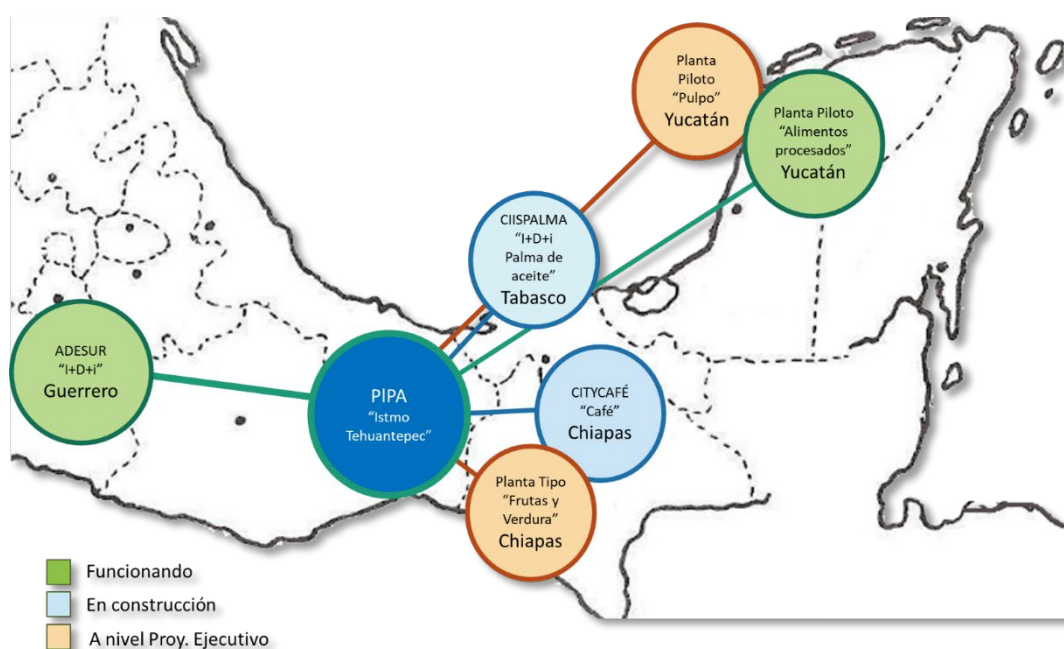 Planta
Piloto
“Pulpo”
Yucatán
Planta Piloto
“Alimentos
procesados”
Yucatán
CIISPALMA
“I+D+i
Palma de
aceite”
Tabasco
ADESUR
“I+D+i”
Guerrero
PIPA
“Istmo
Tehuantepec”
CITYCAFÉ
“Café”
Chiapas
Planta Tipo
“Frutas y
Verdura”
Chiapas
Funcionando
En construcción
A nivel Proy. Ejecutivo